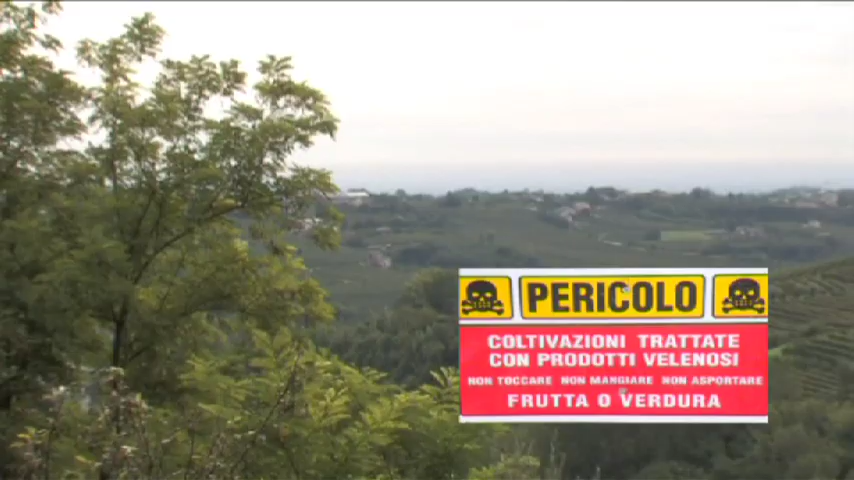 PERICOLO
COLTIVAZIONI TRATTATE
CON PRODOTTI VELENOSI
NON TOCCARE NON MANGIARE NON ASPORTARE
FRUTTA O VERDURA